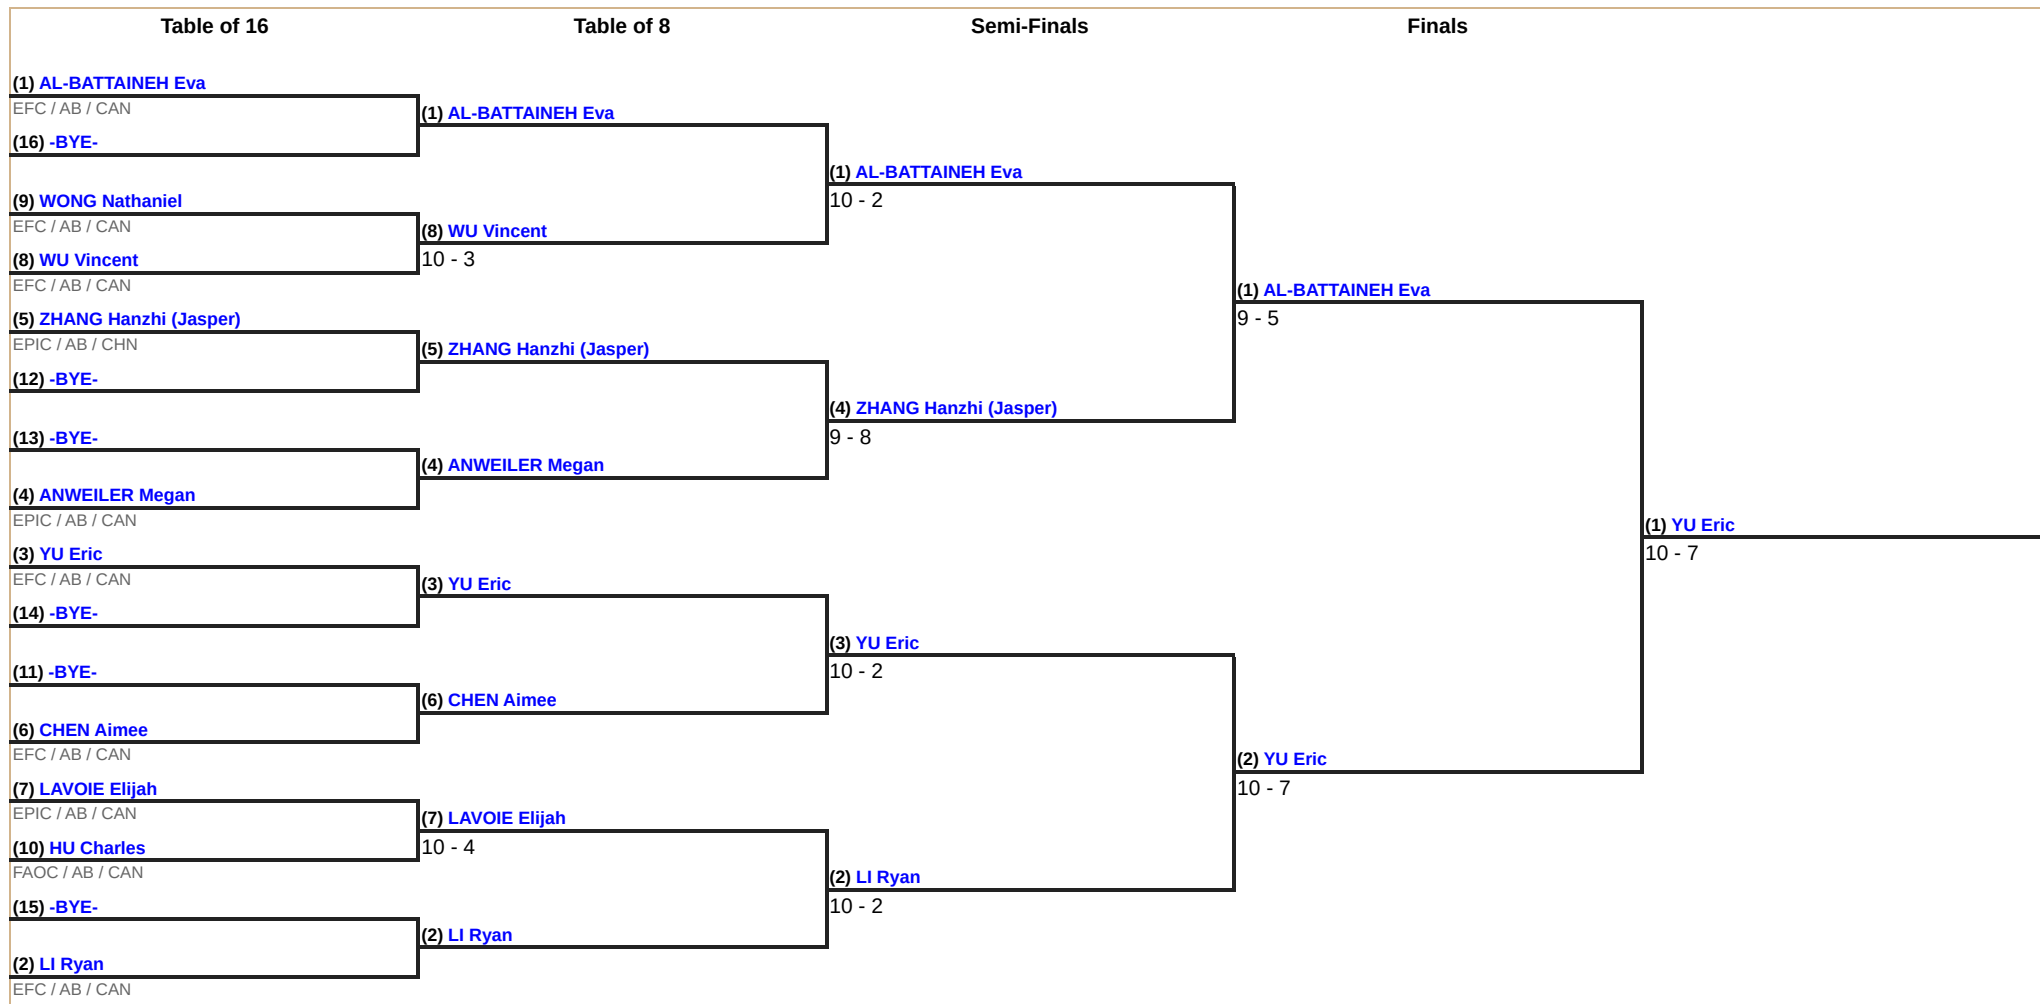 Table of 16
Table of 8
Semi-Finals
Finals
(1) AL-BATTAINEH Eva
EFC / AB / CAN
(16) -BYE-
(9) WONG Nathaniel
EFC / AB / CAN
(8) WU Vincent
EFC / AB / CAN
(5) ZHANG Hanzhi (Jasper)
EPIC / AB / CHN
(12) -BYE-
(13) -BYE-
(4) ANWEILER Megan
EPIC / AB / CAN
(3) YU Eric
EFC / AB / CAN
(14) -BYE-
(11) -BYE-
(6) CHEN Aimee
EFC / AB / CAN
(7) LAVOIE Elijah
EPIC / AB / CAN
(10) HU Charles
FAOC / AB / CAN
(15) -BYE-
(2) LI Ryan
EFC / AB / CAN
(1) AL-BATTAINEH Eva
(8) WU Vincent
10 - 3
(5) ZHANG Hanzhi (Jasper)
(4) ANWEILER Megan
(3) YU Eric
(6) CHEN Aimee
(7) LAVOIE Elijah
10 - 4
(2) LI Ryan
(1) AL-BATTAINEH Eva
10 - 2
(4) ZHANG Hanzhi (Jasper)
9 - 8
(3) YU Eric
10 - 2
(2) LI Ryan
10 - 2
(1) AL-BATTAINEH Eva
9 - 5
(2) YU Eric
10 - 7
(1) YU Eric
10 - 7